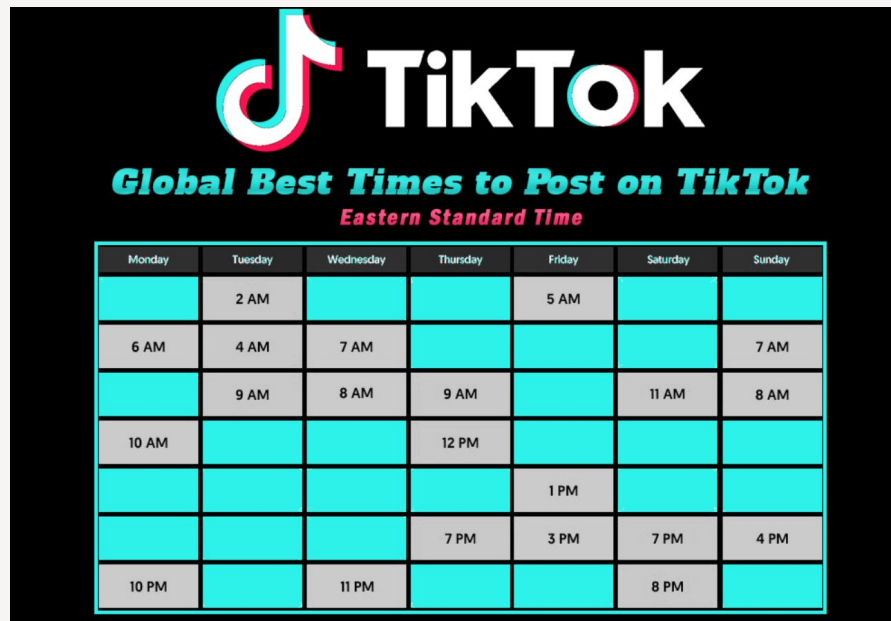 TikTok
Global Best Times to Post on TikTok
Eastern Standard Time
Monday Tuesday Wednesday Thursday Friday Saturday Sunday
2 AM 5 AM
6 AM 4 AM 7 AM 7 AM
9 AM 8 AM 9 AM 11 AM 8 AM
10 AM 12 PM
1 PM
7 PM 3 PM 7 PM 4 PM
10 PM 11 PM 8 PM